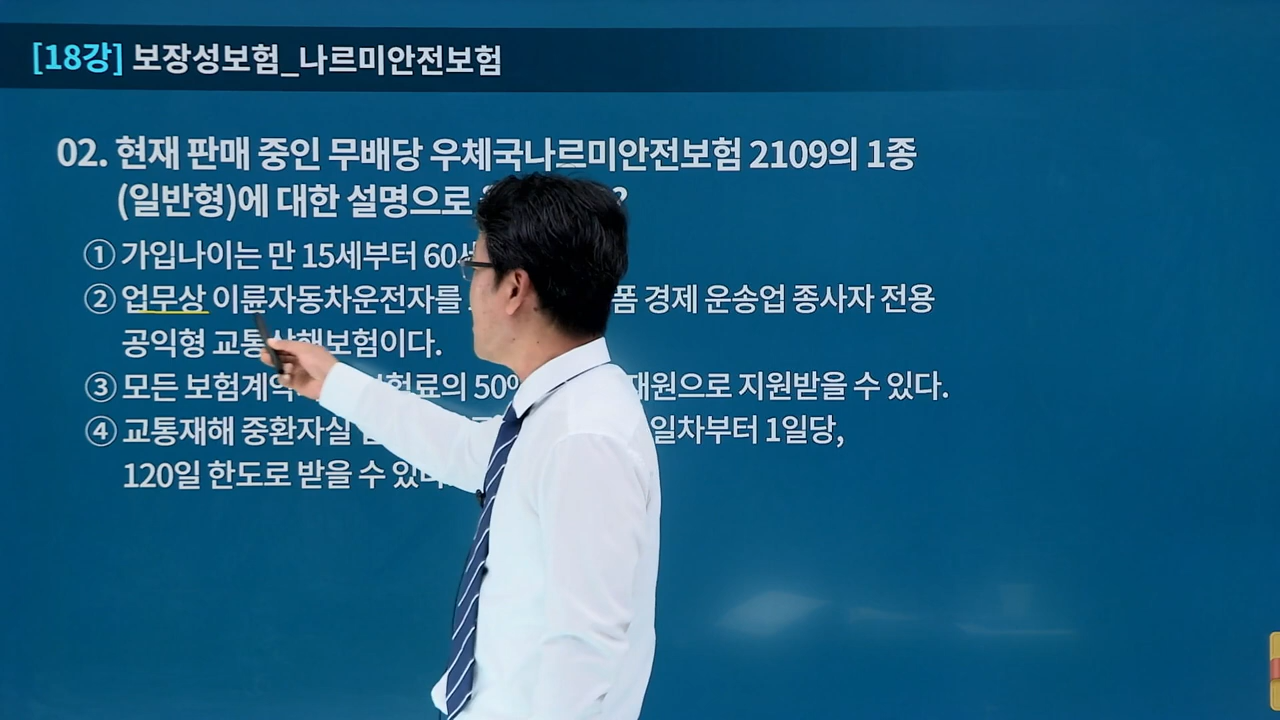 [18강] 보장성보험_나르미안전보험
02. 현재 판매 중인 무배당 우체국나르미안전보험 2109의 1종
(일반형)에 대한 설명으로 ?
① 가입나이는 만 15세부터 60
② 업무상 이륜자동차운전자를 경제 운송업 종사자 전용
공익형 교통상해보험이다.
③ 모든 보험계약 50 재원으로 지원받을 수 있다.
④ 교통재해 중환자실 일차부터 1일당,
120일 한도로 받을 수